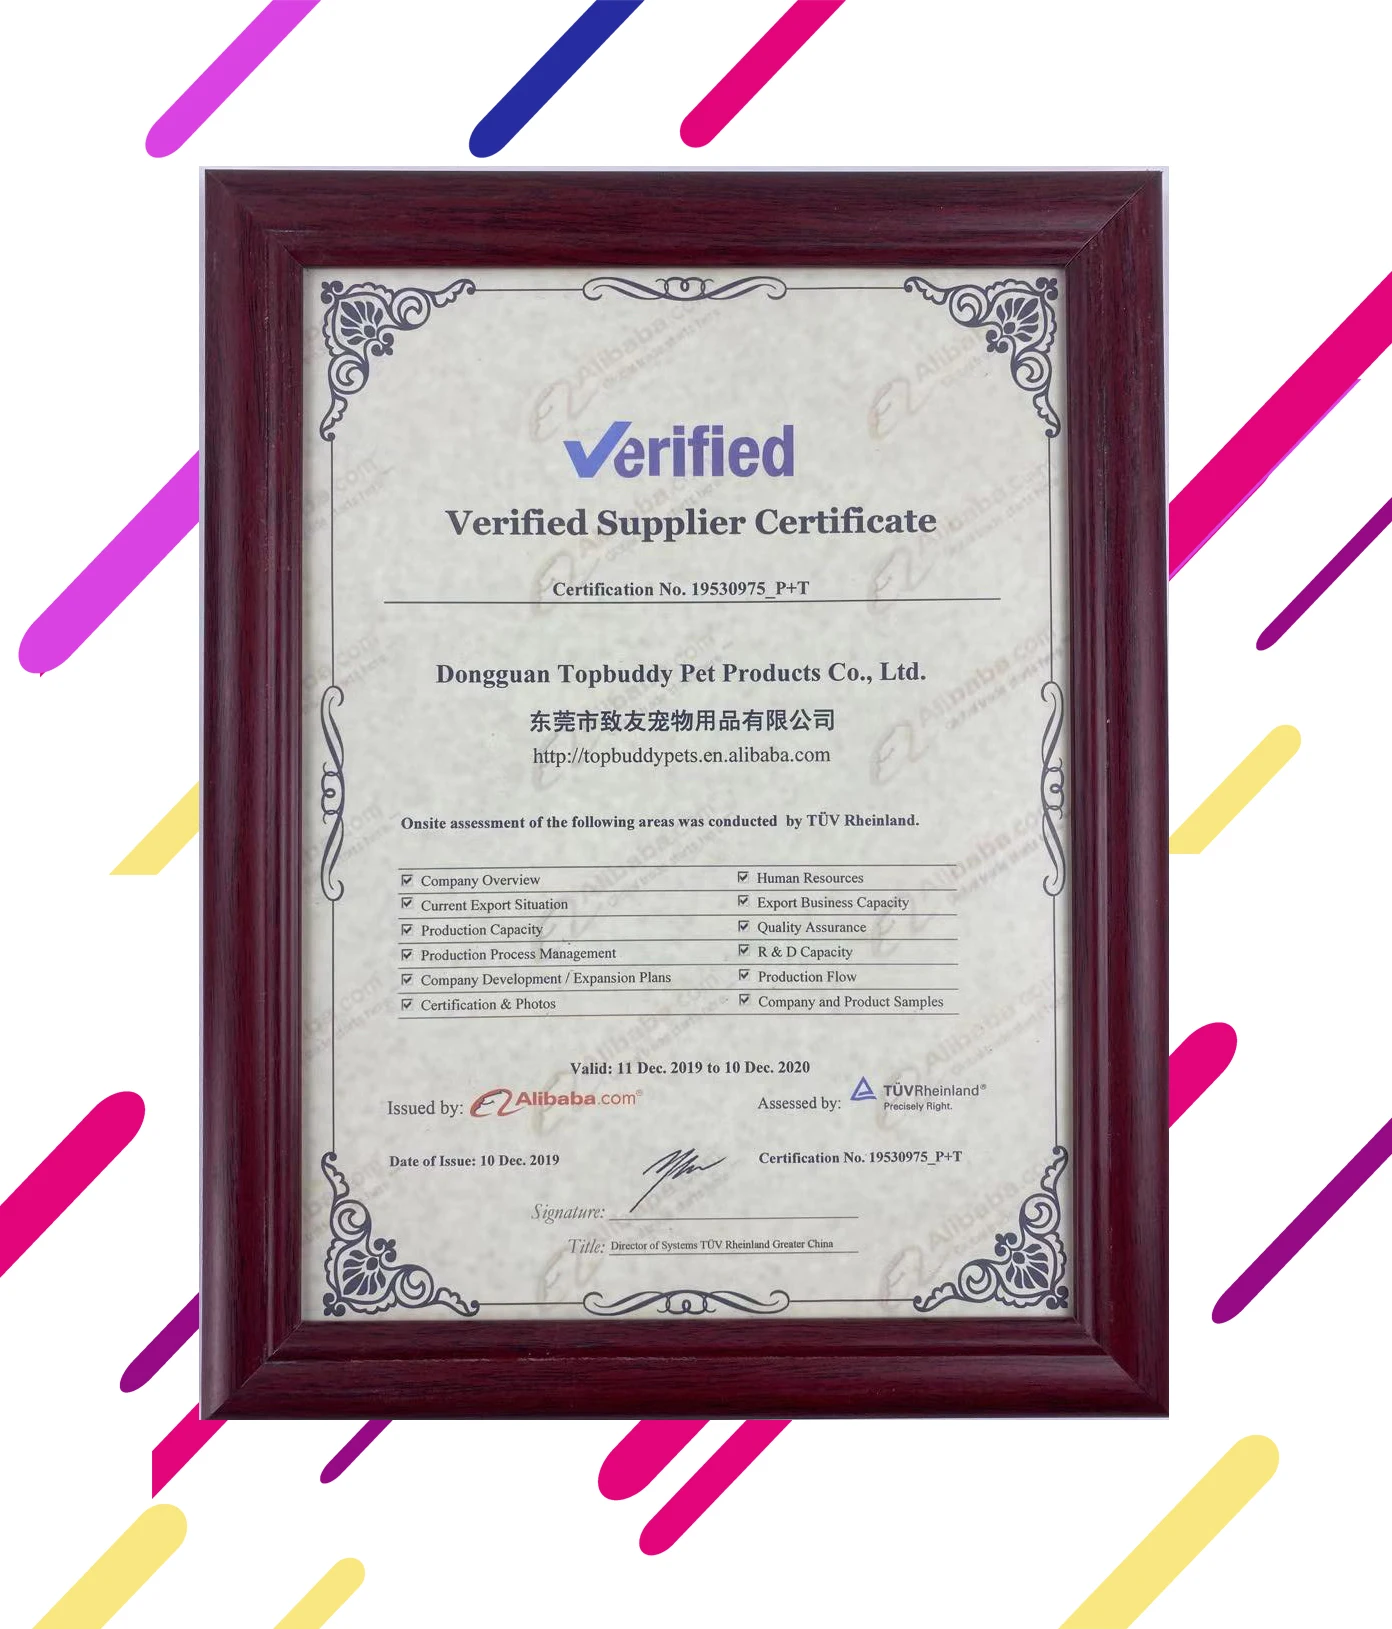 Verified
Verified Supplier Certificate
Certification No. 19530975_P+T
Dongguan Topbuddy Pet Products Co., Ltd.
东莞市致友宠物用品有限公司
http://topbuddypets.en.alibaba.com
Onsite assessment of the following areas was conducted by TÜV Rheinland.
Company Overview Human Resources
Current Export Situation Export Business Capacity
Production Capacity Quality Assurance
Production Process Management R & D Capacity
Company Development / Expansion Plans Production Flow
Certification & Photos Company and Product Samples
Valid: 11 Dec. 2019 to 10 Dec. 2020
Issued by: Alibaba.com® Assessed by: TÜVRheinland®
Precisely Right.
Date of Issue: 10 Dec. 2019 Certification No. 19530975_P+T
Signature:
Title: Director of Systems TÜV Rheinland Greater China